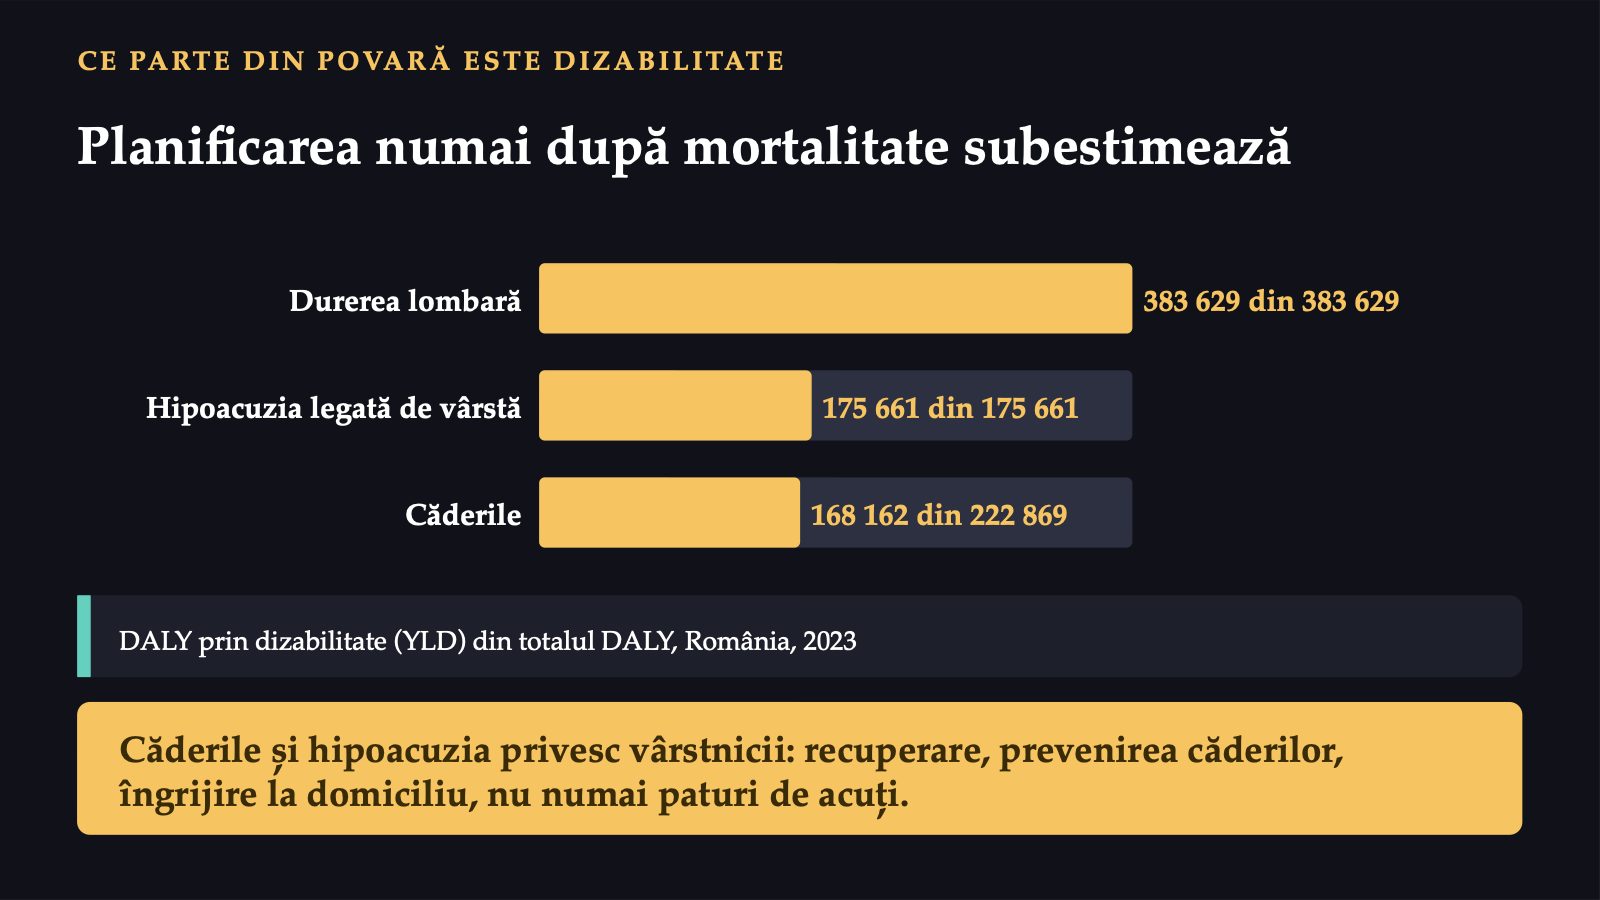 CE PARTE DIN POVARĂ ESTE DIZABILITATE
Planificarea numai după mortalitate subestimează
Durerea lombară 383 629 din 383 629
Hipoacuzia legată de vârstă 175 661 din 175 661
Căderile 168 162 din 222 869
DALY prin dizabilitate (YLD) din totalul DALY, România, 2023
Căderile și hipoacuzia privesc vârstnicii: recuperare, prevenirea căderilor,
îngrijire la domiciliu, nu numai paturi de acuți.